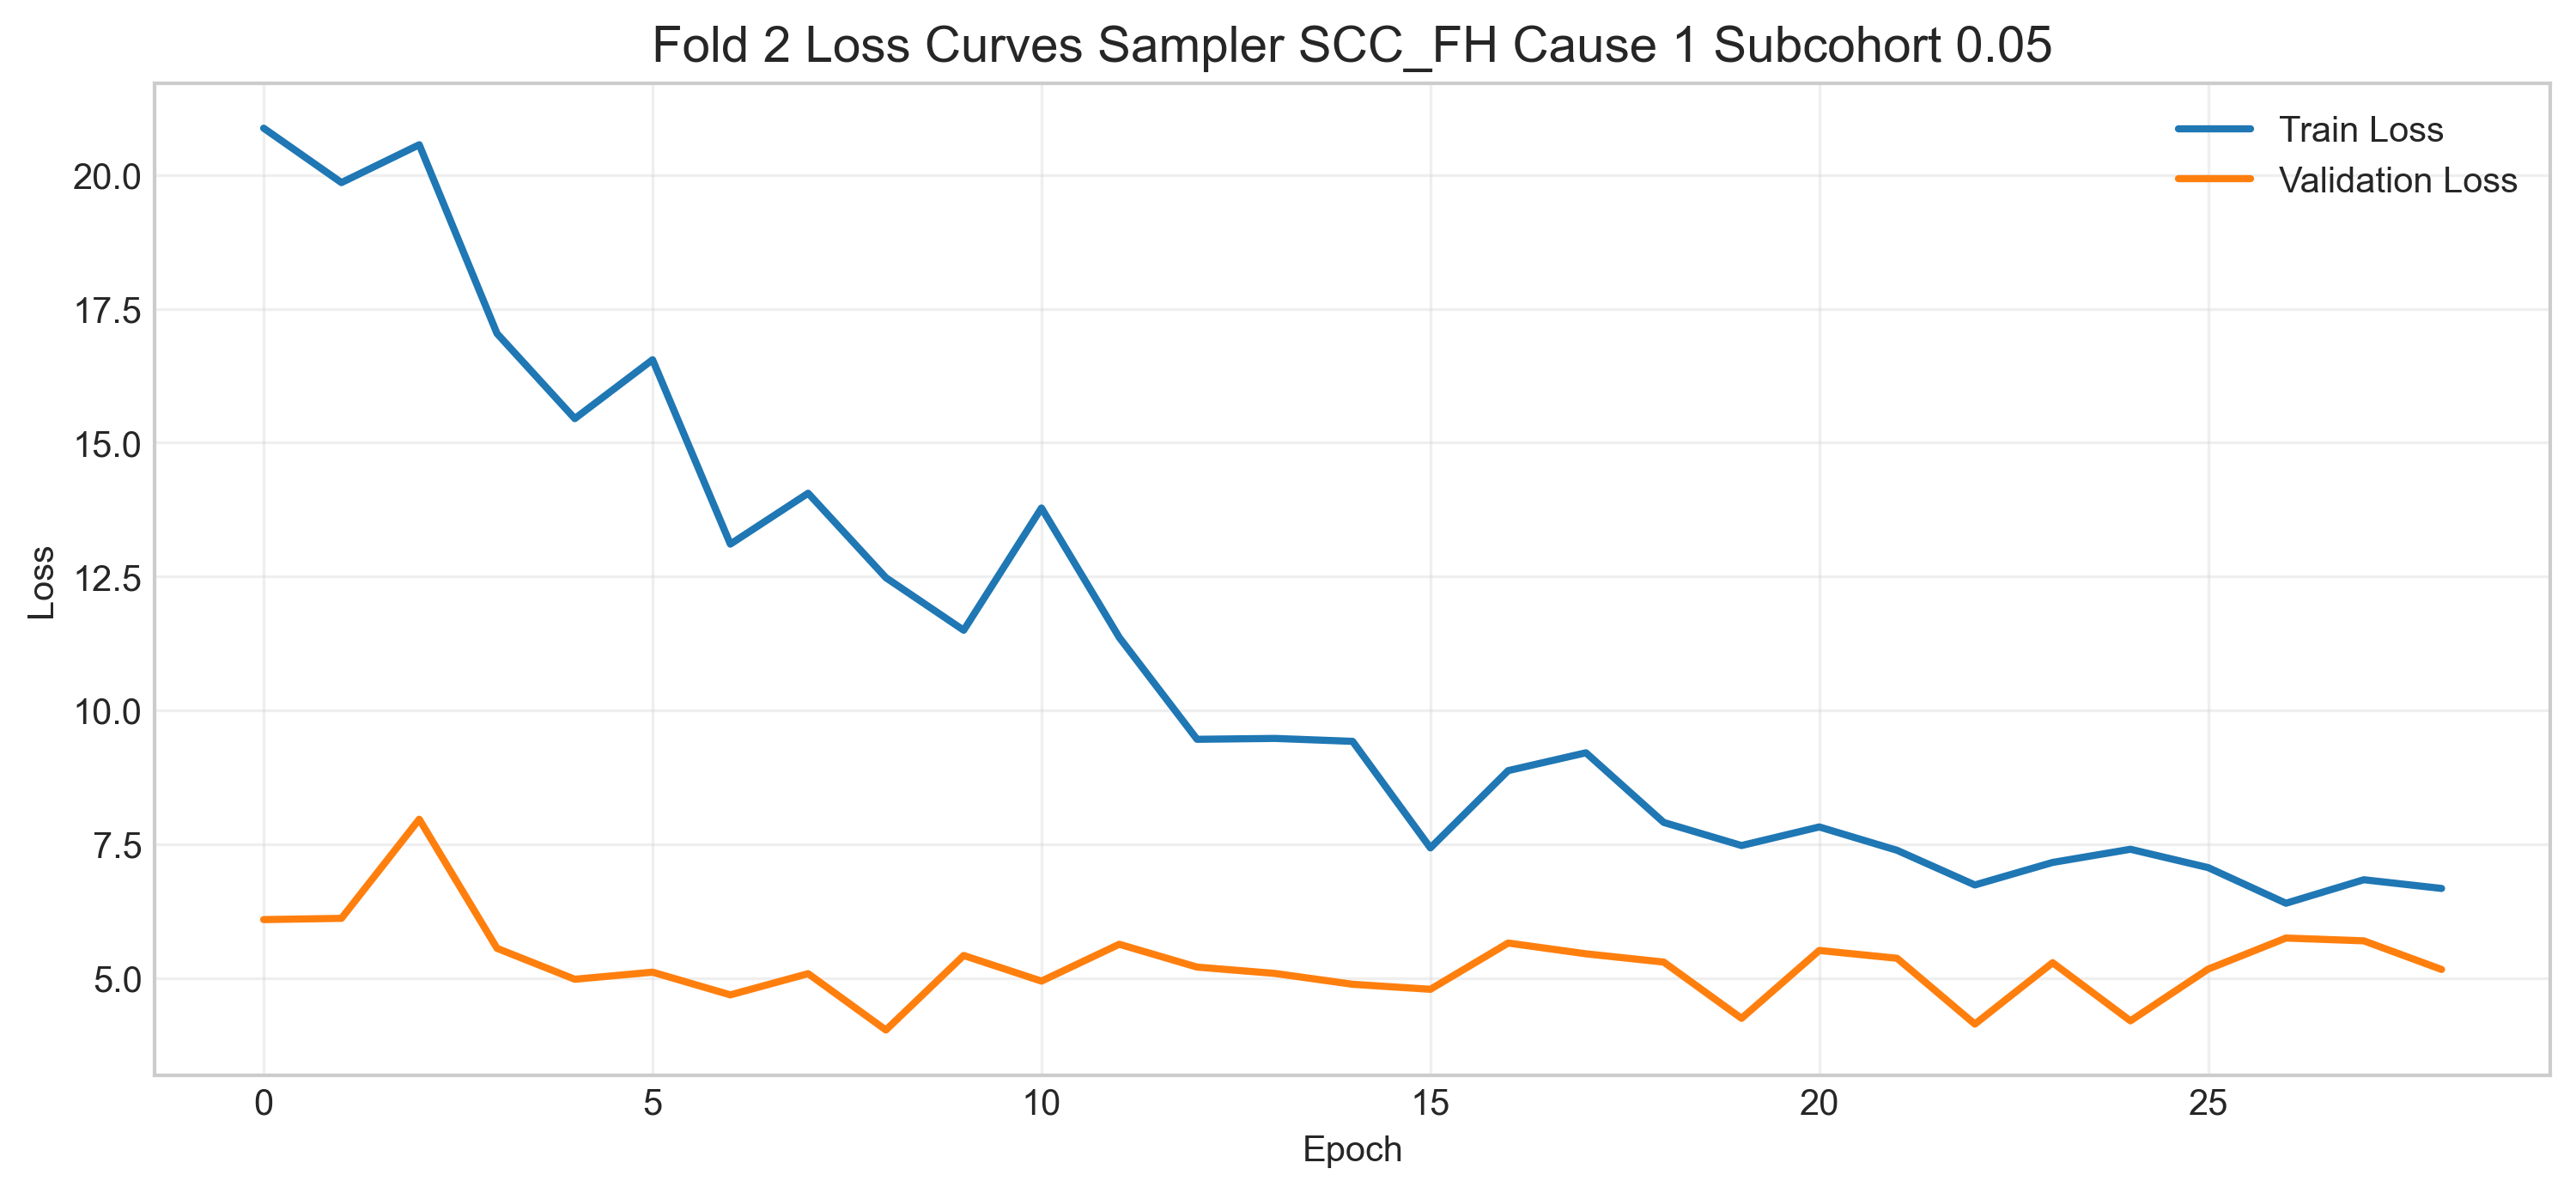 Fold 2 Loss Curves Sampler SCC_FH Cause 1 Subcohort 0.05
Train Loss
Validation Loss
20.0
17.5
15.0
12.5
10.0
7.5
5.0
Loss
0 5 10 15 20 25
Epoch